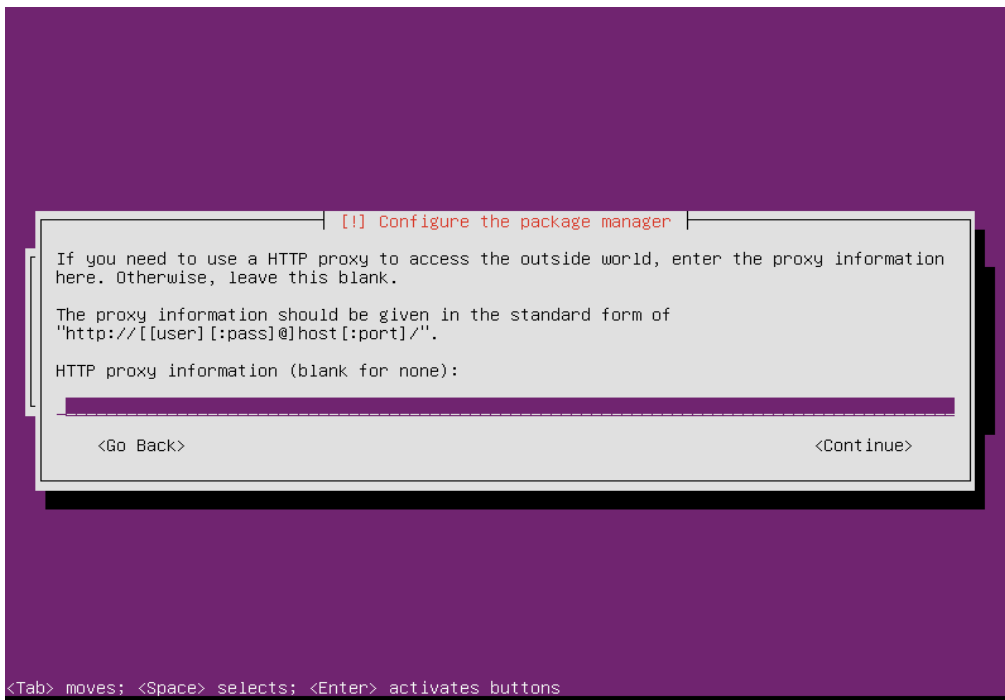 [!] Configure the package manager
If you need to use a HTTP proxy to access the outside world, enter the proxy information
here. Otherwise, leave this blank.
The proxy information should be given in the standard form of
"http://[[user][:pass]@]host[:port]/".
HTTP proxy information (blank for none):
<Go Back> <Continue>
<Tab> moves; <Space> selects; <Enter> activates buttons